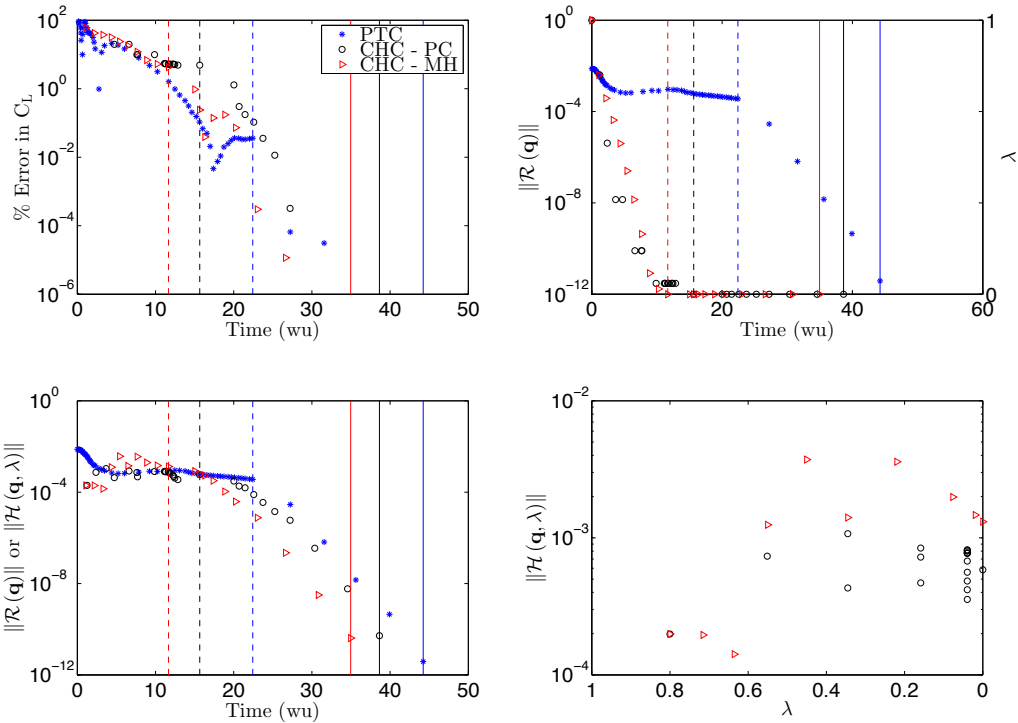 10^2
10^0
10^-2
10^-4
10^-6
% Error in C_L
PTC
CHC - PC
CHC - MH
0 10 20 30 40 50
Time (wu)
10^0
10^-4
10^-8
10^-12
‖R (q)‖
1
0
λ
0 20 40 60
Time (wu)
10^0
10^-4
10^-8
10^-12
‖R (q)‖ or ‖H (q, λ)‖
0 10 20 30 40 50
Time (wu)
10^-2
10^-3
10^-4
‖H (q, λ)‖
1 0.8 0.6 0.4 0.2 0
λ